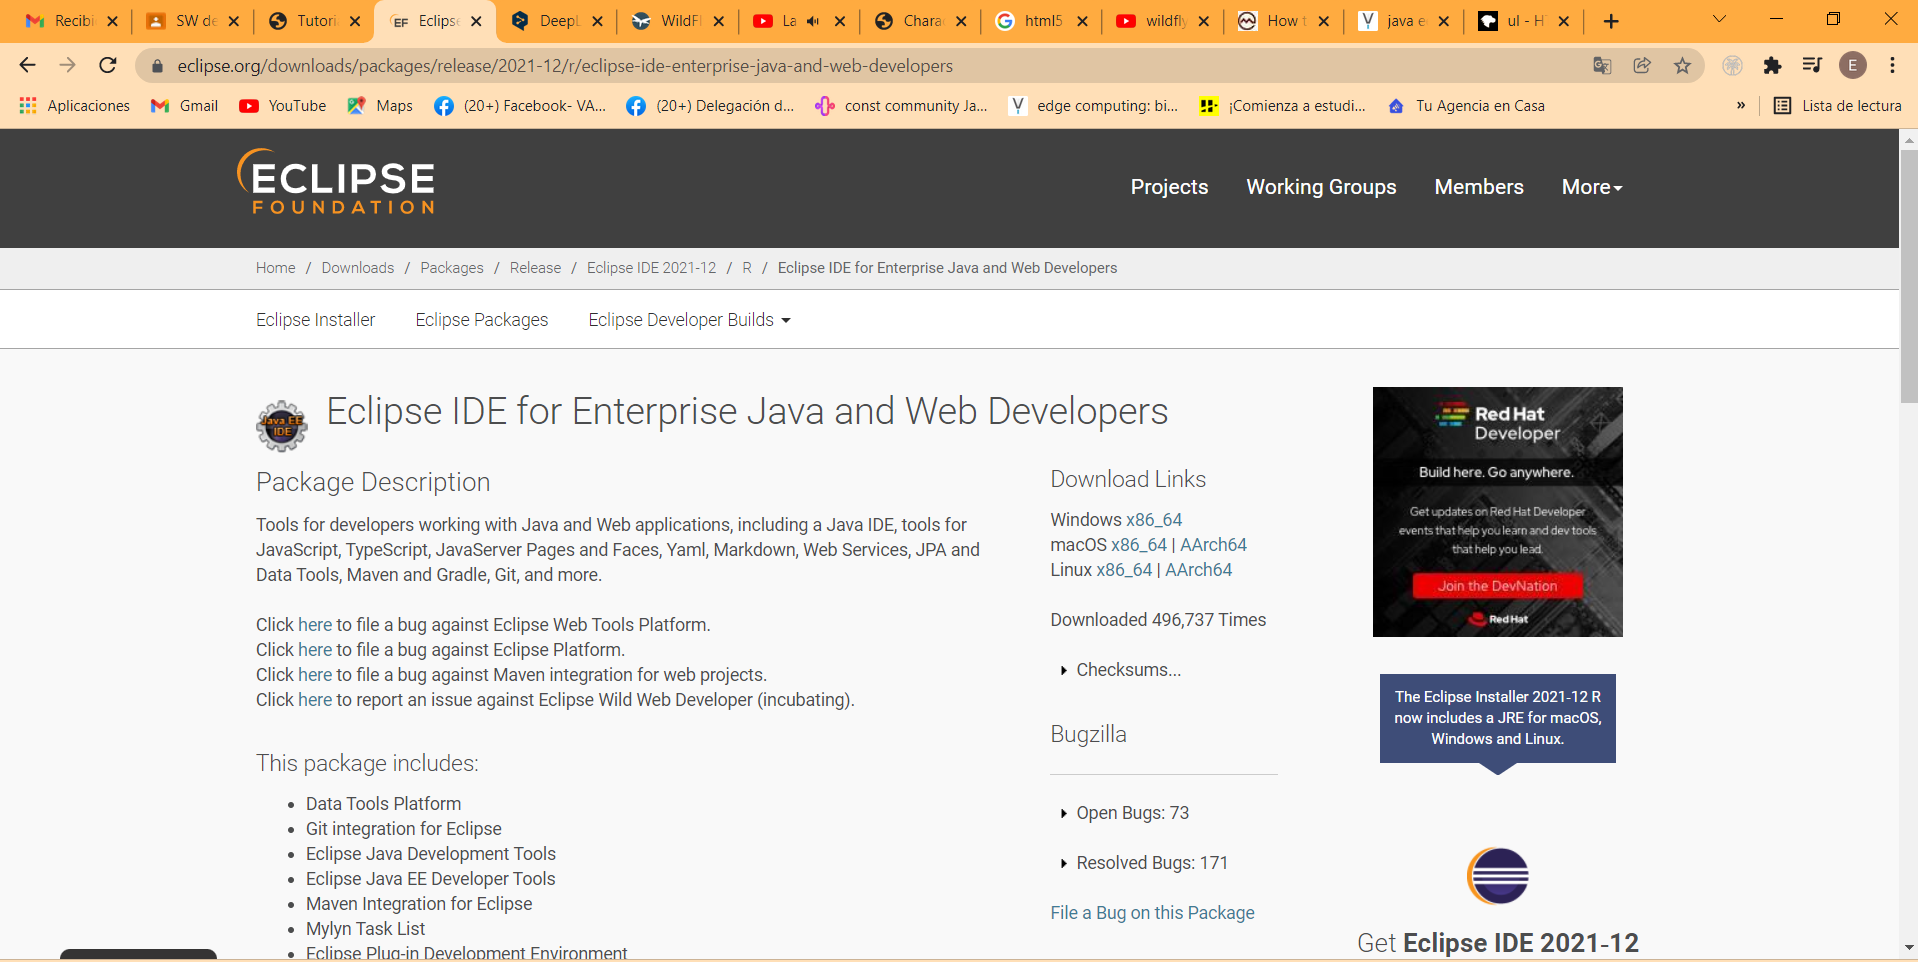 Recibi
SW de
Tutori
EF Eclipse
DeepL
WildFl
La
Charac
html5
wildfly
How t
java e
ul - HT
eclipse.org/downloads/packages/release/2021-12/r/eclipse-ide-enterprise-java-and-web-developers
E
Aplicaciones
Gmail
YouTube
Maps
(20+) Facebook- VA...
(20+) Delegación d...
const community Ja...
edge computing: bi...
¡Comienza a estudi...
Tu Agencia en Casa
»
Lista de lectura
ECLIPSE
FOUNDATION
Projects
Working Groups
Members
More
Home / Downloads / Packages / Release / Eclipse IDE 2021-12 / R / Eclipse IDE for Enterprise Java and Web Developers
Eclipse Installer
Eclipse Packages
Eclipse Developer Builds
Java EE
IDE
Eclipse IDE for Enterprise Java and Web Developers
Package Description
Tools for developers working with Java and Web applications, including a Java IDE, tools for
JavaScript, TypeScript, JavaServer Pages and Faces, Yaml, Markdown, Web Services, JPA and
Data Tools, Maven and Gradle, Git, and more.
Click here to file a bug against Eclipse Web Tools Platform.
Click here to file a bug against Eclipse Platform.
Click here to file a bug against Maven integration for web projects.
Click here to report an issue against Eclipse Wild Web Developer (incubating).
This package includes:
• Data Tools Platform
• Git integration for Eclipse
• Eclipse Java Development Tools
• Eclipse Java EE Developer Tools
• Maven Integration for Eclipse
• Mylyn Task List
• Eclipse Plug-in Development Environment
Download Links
Windows x86_64
macOS x86_64 | AArch64
Linux x86_64 | AArch64
Downloaded 496,737 Times
Checksums...
Bugzilla
Open Bugs: 73
Resolved Bugs: 171
File a Bug on this Package
Red Hat
Developer
Build here. Go anywhere.
Get updates on Red Hat Developer
events that help you learn and dev tools
that help you lead.
Join the DevNation
Red Hat
The Eclipse Installer 2021-12 R
now includes a JRE for macOS,
Windows and Linux.
Get Eclipse IDE 2021-12